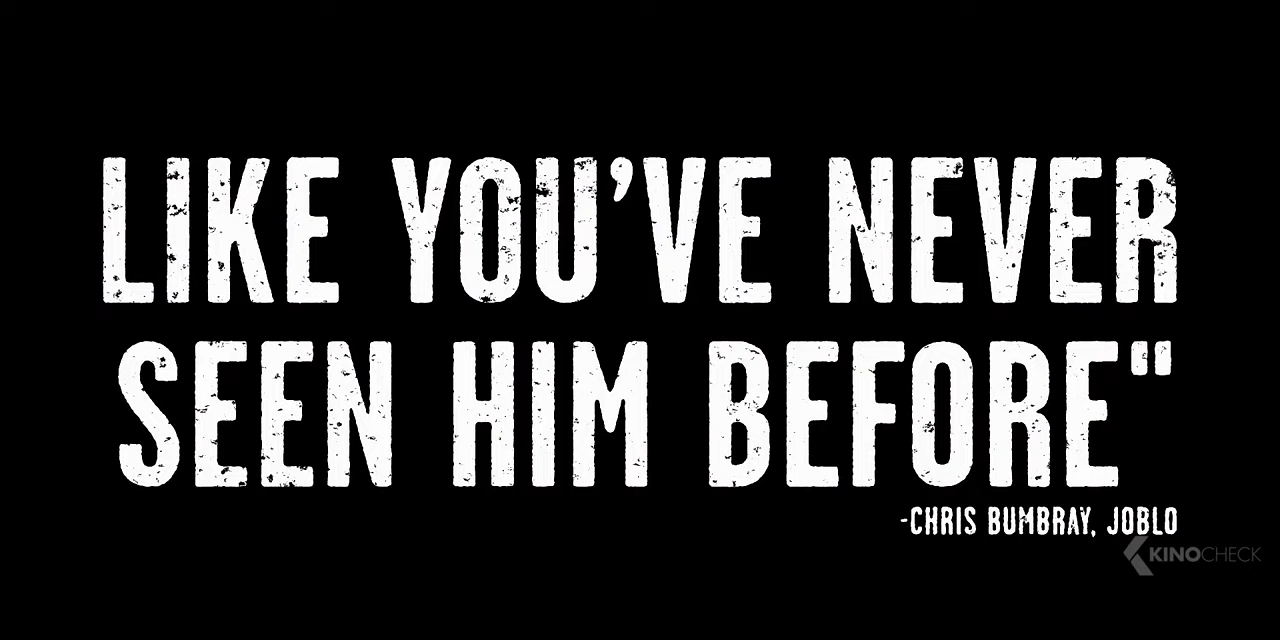 LIKE YOU'VE NEVER
SEEN HIM BEFORE"
-CHRIS BUMBRAY, JOBLO
KINOCHECK